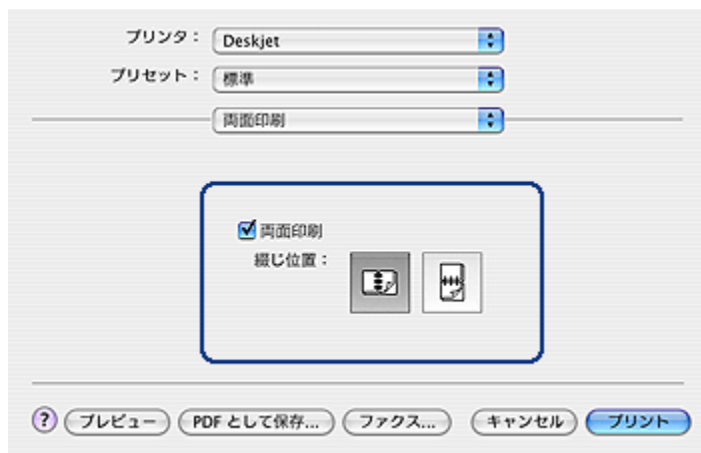 プリンタ： Deskjet
プリセット： 標準
両面印刷
両面印刷
綴じ位置：
? プレビュー PDF として保存... ファクス... キャンセル プリント